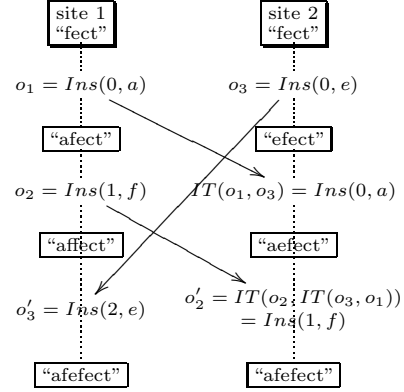 site 1
“fect”
site 2
“fect”
o₁ = Ins(0, a)
o₃ = Ins(0, e)
“afect”
“efect”
o₂ = Ins(1, f)
IT(o₁, o₃) = Ins(0, a)
“affect”
“aefect”
o′₃ = Ins(2, e)
o′₂ = IT(o₂, IT(o₃, o₁))
= Ins(1, f)
“afefect”
“afefect”